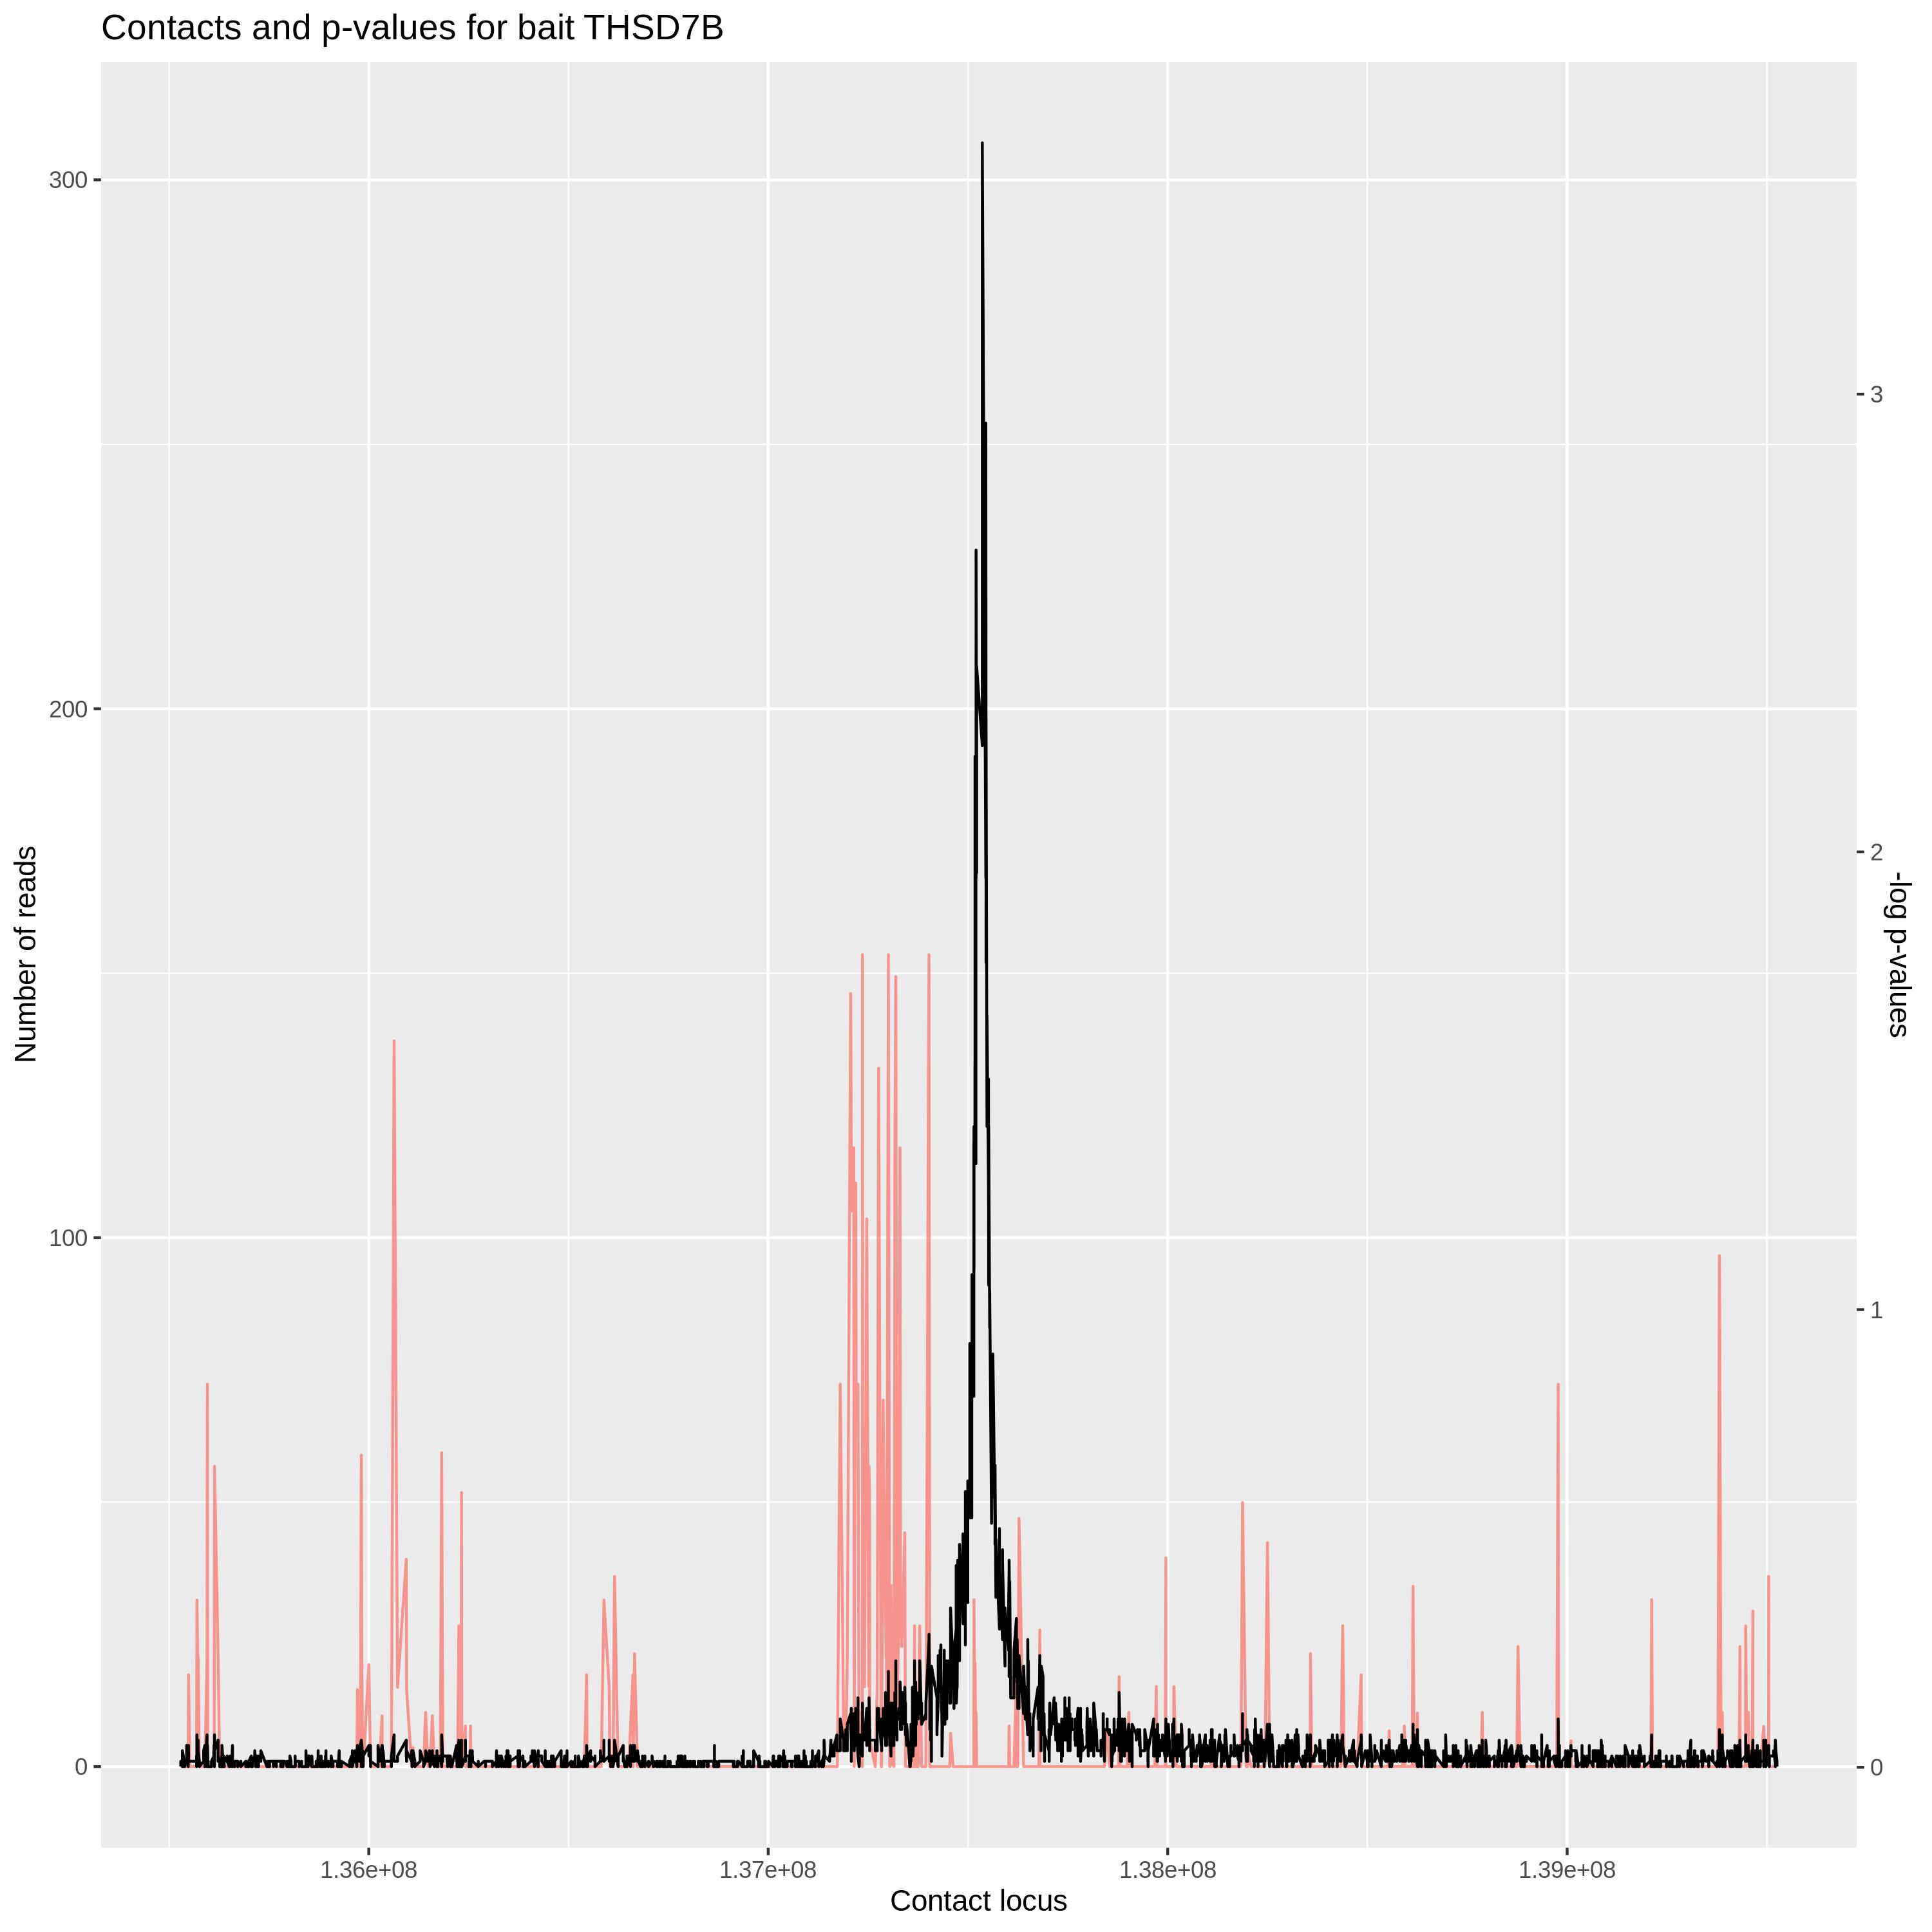 Contacts and p-values for bait THSD7B
300
200
100
0
Number of reads
3
2
1
0
-log p-values
1.36e+08
1.37e+08
1.38e+08
1.39e+08
Contact locus